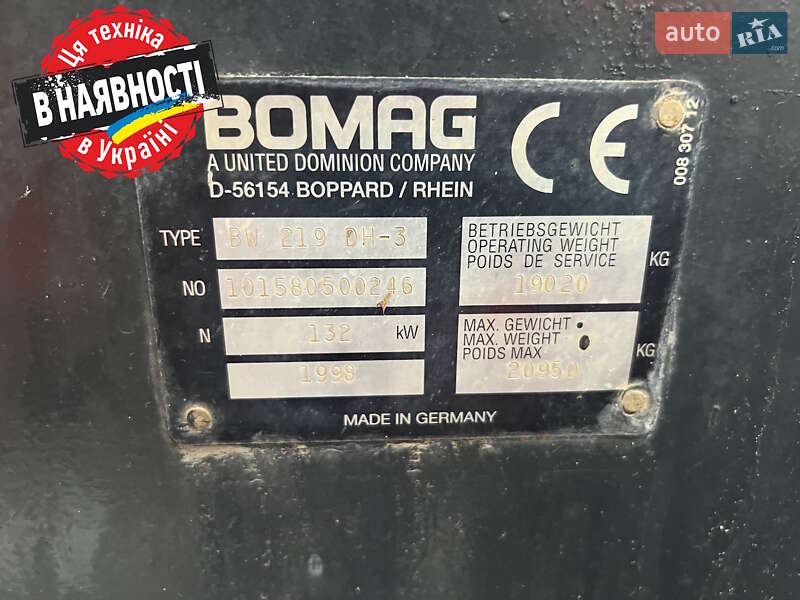 Ця техніка
В НАЯВНОСТІ
в Україні
auto RIA
BOMAG
A UNITED DOMINION COMPANY
D-56154 BOPPARD / RHEIN
CE
008 307 12
TYPE BW 219 DH-3
NO 101580500246
N 132 kW
1998
BETRIEBSGEWICHT
OPERATING WEIGHT
POIDS DE SERVICE
19020 KG
MAX. GEWICHT
MAX. WEIGHT
POIDS MAX
20950 KG
MADE IN GERMANY